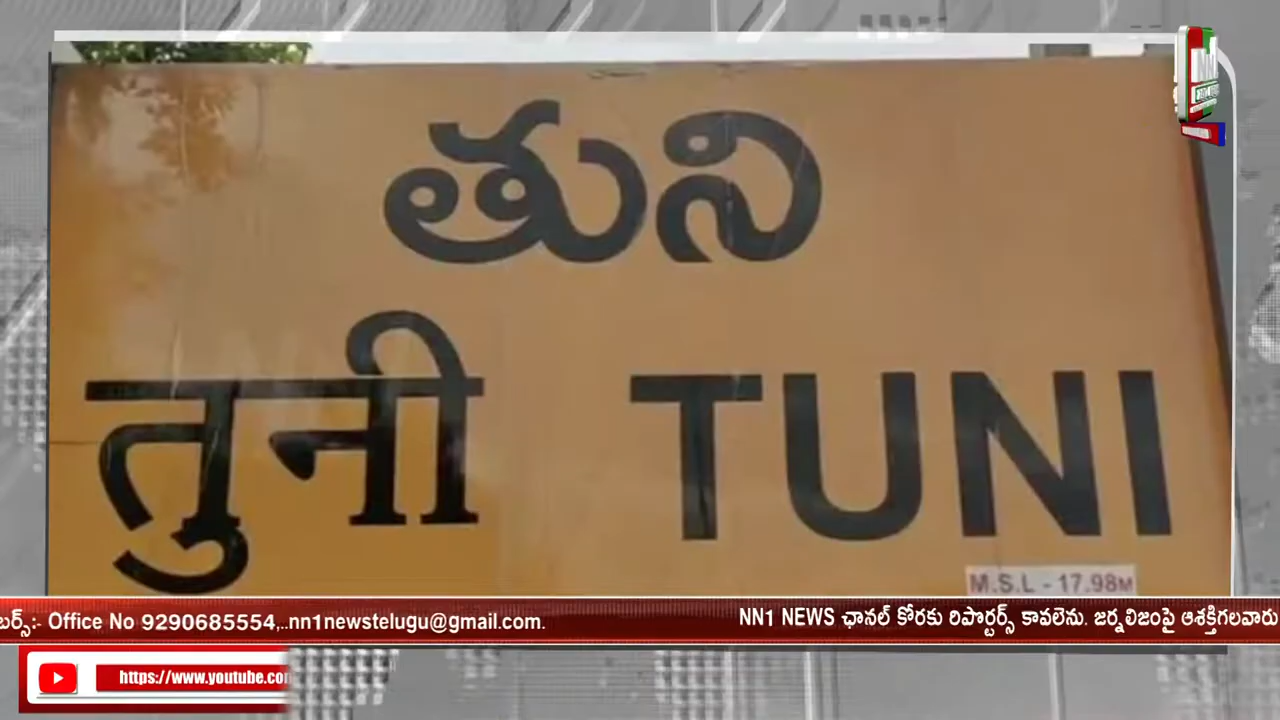 తుని
तुनी TUNI
M.S.L - 17.98M
బర్స్:- Office No 9290685554,..nn1newstelugu@gmail.com. NN1 NEWS ఛానల్ కోరకు రిపొర్టర్స్ కావలెను. జర్నలిజంపై ఆశక్తిగలవారు
https://www.youtube.co